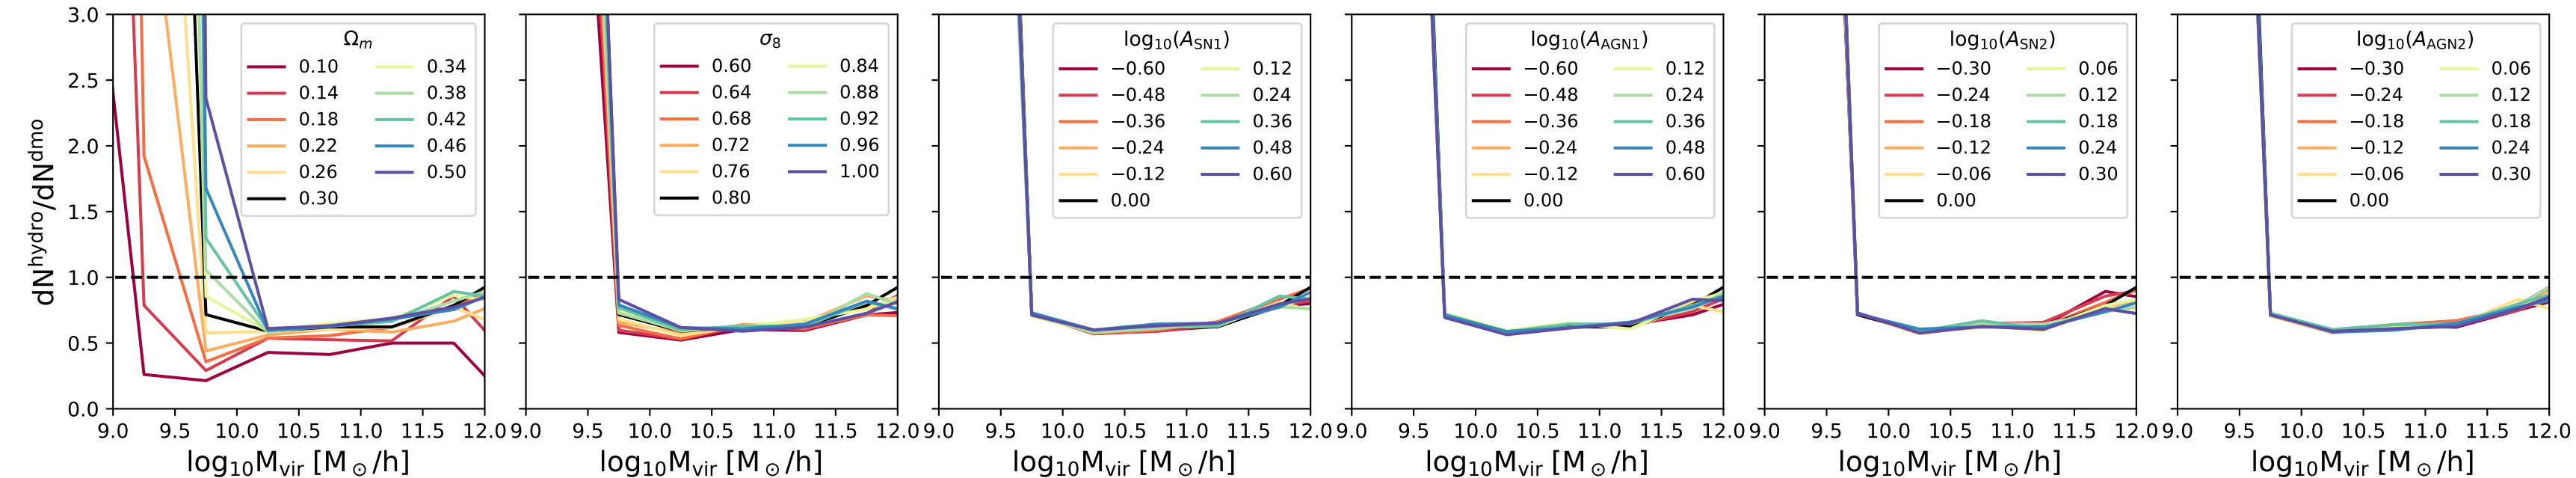 dN^hydro/dN^dmo
3.0
2.5
2.0
1.5
1.0
0.5
0.0
Ω_m
0.10 0.34
0.14 0.38
0.18 0.42
0.22 0.46
0.26 0.50
0.30
9.0 9.5 10.0 10.5 11.0 11.5 12.0
log₁₀M_vir [M_⊙/h]
σ₈
0.60 0.84
0.64 0.88
0.68 0.92
0.72 0.96
0.76 1.00
0.80
9.0 9.5 10.0 10.5 11.0 11.5 12.0
log₁₀M_vir [M_⊙/h]
log₁₀(A_SN1)
−0.60 0.12
−0.48 0.24
−0.36 0.36
−0.24 0.48
−0.12 0.60
0.00
9.0 9.5 10.0 10.5 11.0 11.5 12.0
log₁₀M_vir [M_⊙/h]
log₁₀(A_AGN1)
−0.60 0.12
−0.48 0.24
−0.36 0.36
−0.24 0.48
−0.12 0.60
0.00
9.0 9.5 10.0 10.5 11.0 11.5 12.0
log₁₀M_vir [M_⊙/h]
log₁₀(A_SN2)
−0.30 0.06
−0.24 0.12
−0.18 0.18
−0.12 0.24
−0.06 0.30
0.00
9.0 9.5 10.0 10.5 11.0 11.5 12.0
log₁₀M_vir [M_⊙/h]
log₁₀(A_AGN2)
−0.30 0.06
−0.24 0.12
−0.18 0.18
−0.12 0.24
−0.06 0.30
0.00
9.0 9.5 10.0 10.5 11.0 11.5 12.0
log₁₀M_vir [M_⊙/h]